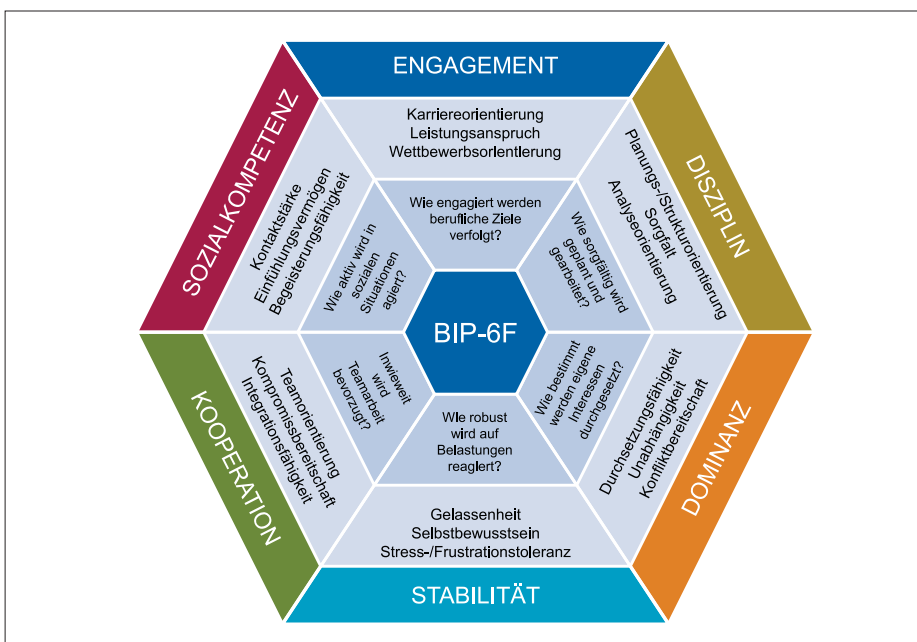 ENGAGEMENT
Karriereorientierung
Leistungsanspruch
Wettbewerbsorientierung
Wie engagiert werden
berufliche Ziele
verfolgt?
DISZIPLIN
Planungs-/Strukturorientierung
Sorgfalt
Analyseorientierung
Wie sorgfältig wird
geplant und
gearbeitet?
DOMINANZ
Durchsetzungsfähigkeit
Unabhängigkeit
Konfliktbereitschaft
Wie bestimmt
werden eigene
Interessen
durchgesetzt?
STABILITÄT
Gelassenheit
Selbstbewusstsein
Stress-/Frustrationstoleranz
WIe robust
wird auf
Belastungen
reagIert?
KOOPERATION
Teamorientierung
Kompromissbereitschaft
Integrationsfähigkeit
Inwieweit
wird
Teamarbeit
bevorzugt?
SOZIALKOMPETENZ
Kontaktstärke
Einfühlungsvermögen
Begeisterungsfähigkeit
Wie aktiv wird in
sozialen
Situationen
agiert?
BIP-6F